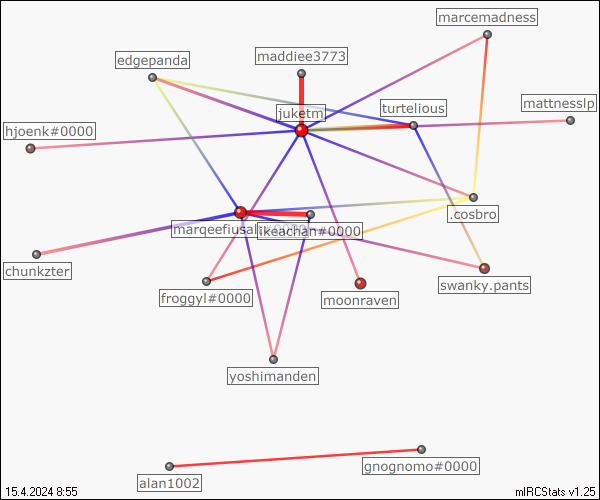 marcemadness
edgepanda
maddiee3773
turtelious
mattnesslp
juketm
hjoenk#0000
.cosbro
ikeachan#0000
chunkzter
swanky.pants
froggyl#0000
moonraven
yoshimanden
gnognomo#0000
alan1002
15.4.2024 8:55
mIRCStats v1.25